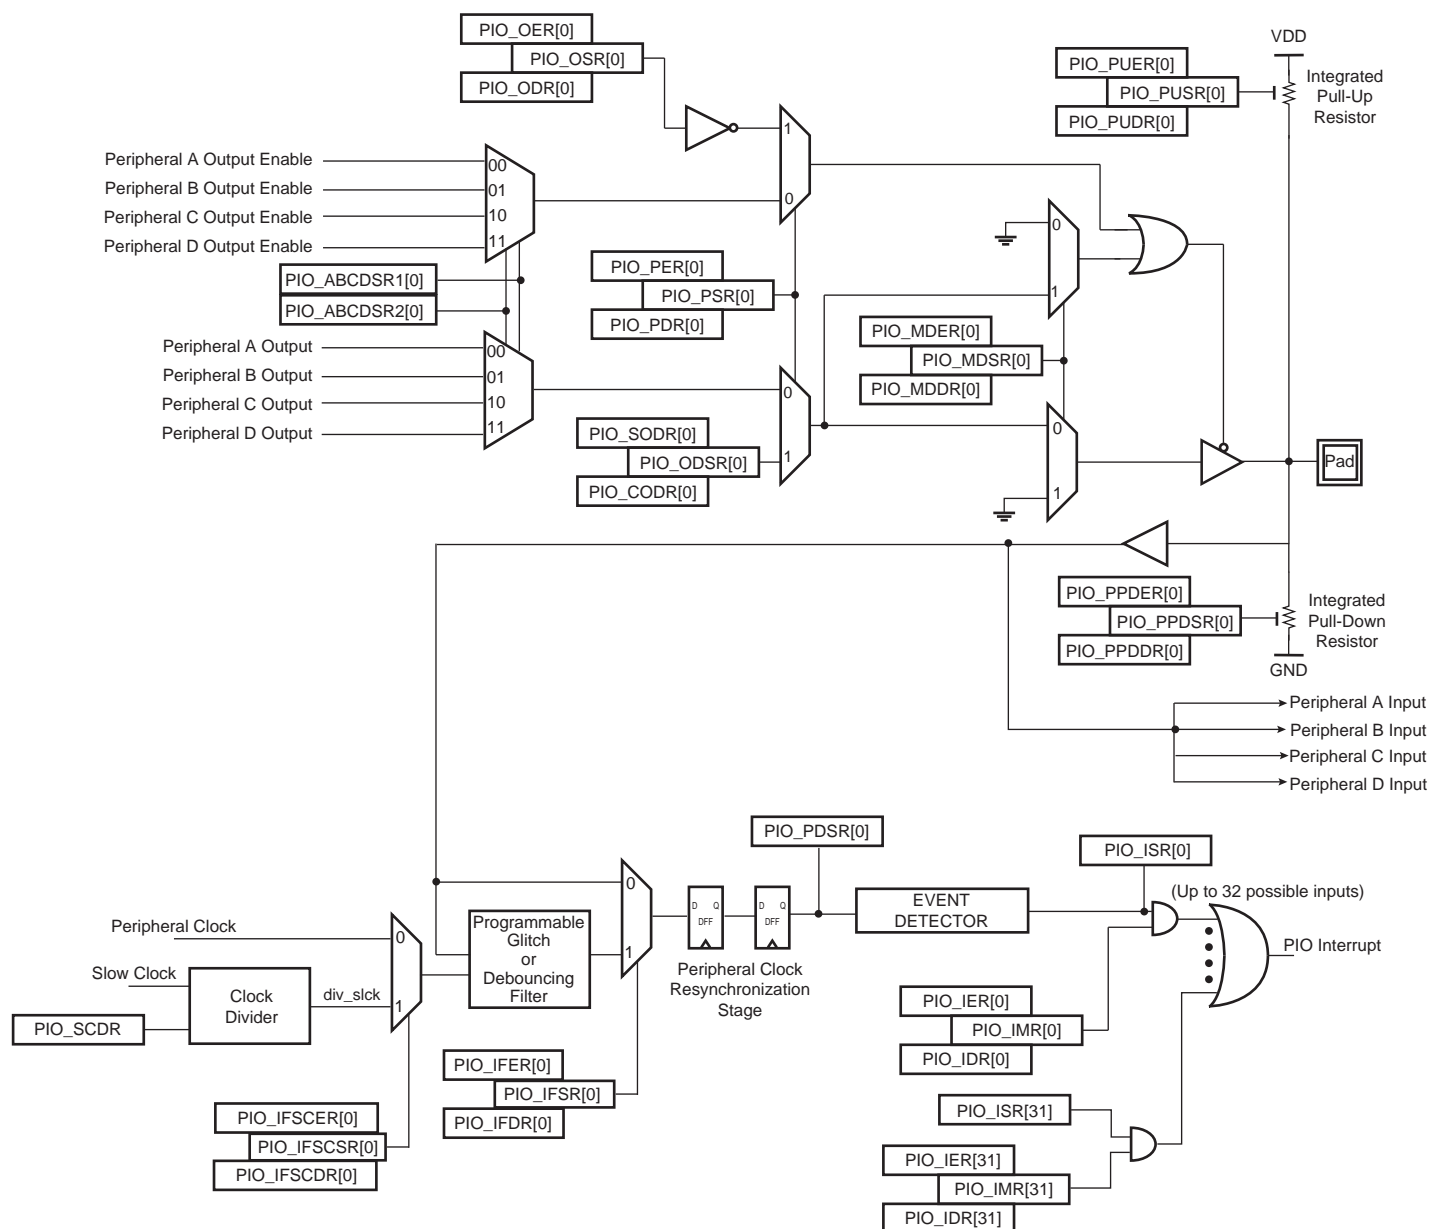 PIO_OER[0]
PIO_OSR[0]
PIO_ODR[0]
VDD
PIO_PUER[0]
PIO_PUSR[0]
PIO_PUDR[0]
Integrated
Pull-Up
Resistor
1
0
Peripheral A Output Enable
Peripheral B Output Enable
Peripheral C Output Enable
Peripheral D Output Enable
00
01
10
11
PIO_ABCDSR1[0]
PIO_ABCDSR2[0]
PIO_PER[0]
PIO_PSR[0]
PIO_PDR[0]
0
1
Peripheral A Output
Peripheral B Output
Peripheral C Output
Peripheral D Output
00
01
10
11
PIO_MDER[0]
PIO_MDSR[0]
PIO_MDDR[0]
0
1
PIO_SODR[0]
PIO_ODSR[0]
PIO_CODR[0]
0
1
Pad
PIO_PPDER[0]
PIO_PPDSR[0]
PIO_PPDDR[0]
Integrated
Pull-Down
Resistor
GND
Peripheral A Input
Peripheral B Input
Peripheral C Input
Peripheral D Input
PIO_PDSR[0]
PIO_ISR[0]
(Up to 32 possible inputs)
EVENT
DETECTOR
PIO Interrupt
0
1
D Q
DFF
D Q
DFF
Peripheral Clock
Resynchronization
Stage
Programmable
Glitch
or
Debouncing
Filter
Peripheral Clock
Slow Clock
Clock
Divider
div_slck
0
1
PIO_SCDR
PIO_IER[0]
PIO_IMR[0]
PIO_IDR[0]
PIO_IFER[0]
PIO_IFSR[0]
PIO_IFDR[0]
PIO_IFSCER[0]
PIO_IFSCSR[0]
PIO_IFSCDR[0]
PIO_ISR[31]
PIO_IER[31]
PIO_IMR[31]
PIO_IDR[31]